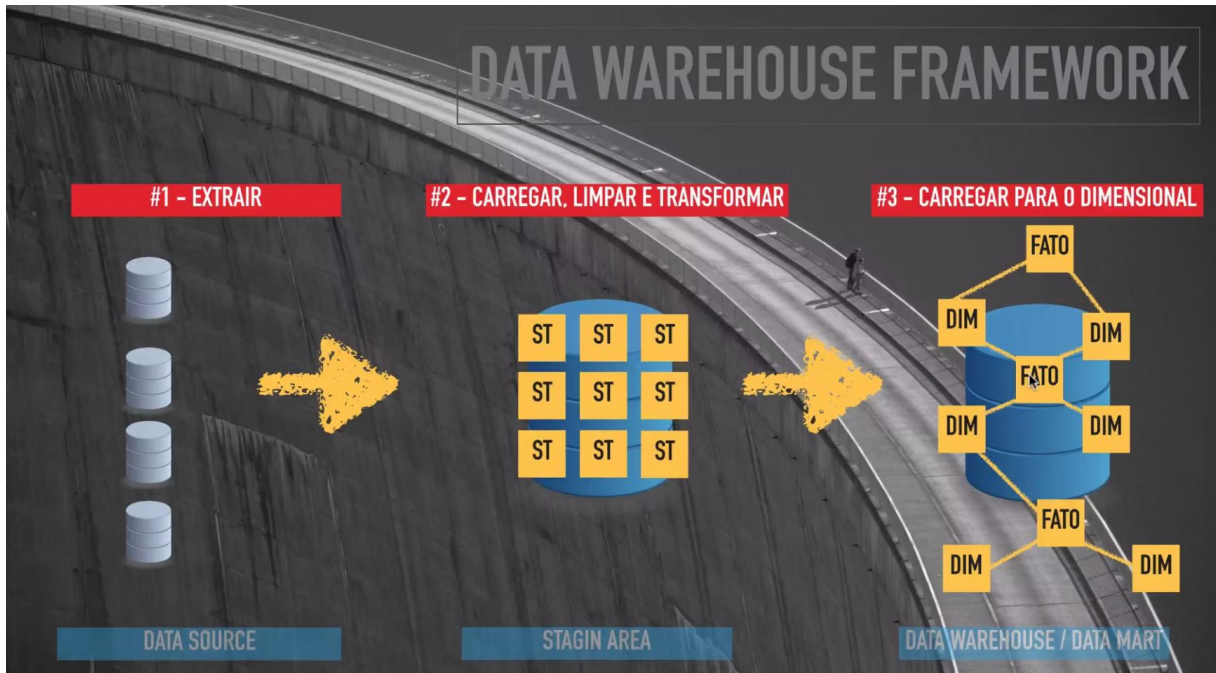 DATA WAREHOUSE FRAMEWORK
#1 - EXTRAIR
#2 - CARREGAR, LIMPAR E TRANSFORMAR
#3 - CARREGAR PARA O DIMENSIONAL
FATO
DIM
DIM
ST ST ST
FATO
ST ST ST
DIM
DIM
ST ST ST
FATO
DIM
DIM
DATA SOURCE
STAGIN AREA
DATA WAREHOUSE / DATA MART